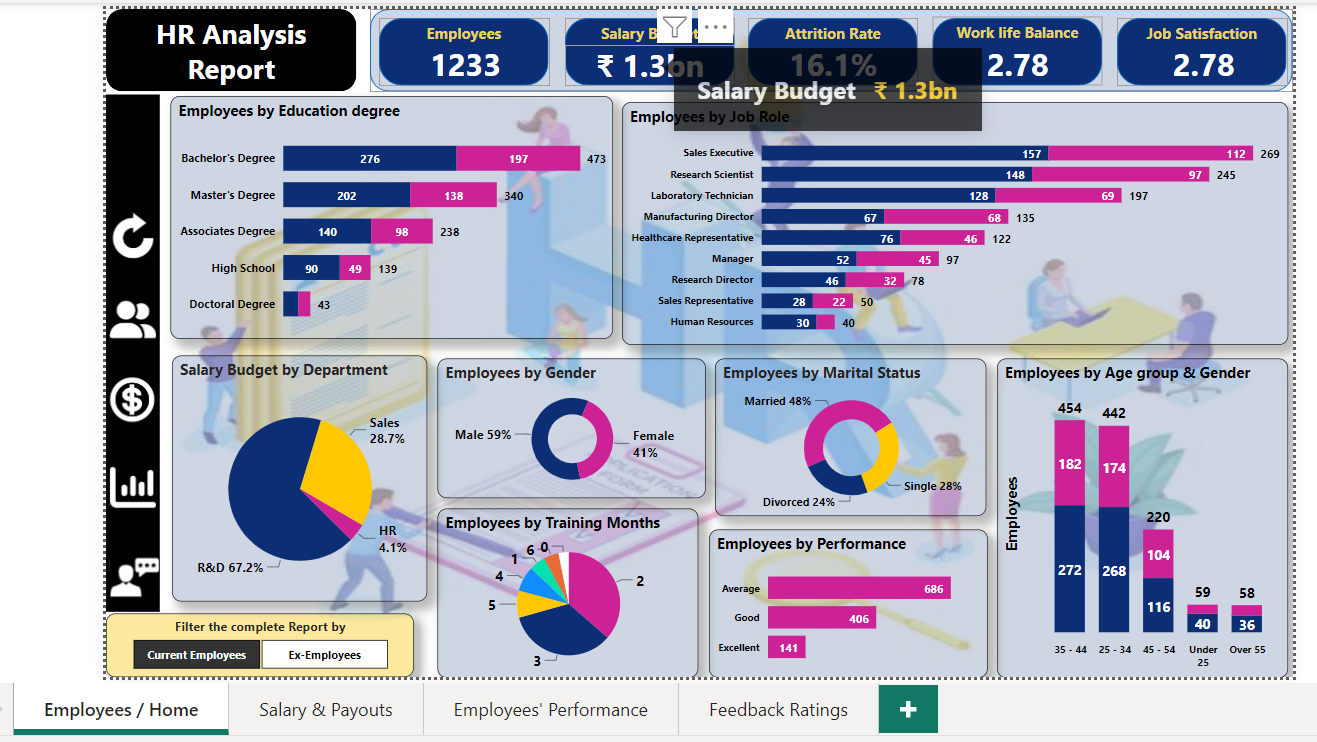 HR Analysis
Report
Employees
1233
Salary B
et
₹ 1.3bn
Attrition Rate
16.1%
Work life Balance
2.78
Job Satisfaction
2.78
Salary Budget ₹ 1.3bn
Employees by Education degree
Bachelor's Degree 276 197 473
Master's Degree 202 138 340
Associates Degree 140 98 238
High School 90 49 139
Doctoral Degree 43
Employees by Job Role
Sales Executive 157 112 269
Research Scientist 148 97 245
Laboratory Technician 128 69 197
Manufacturing Director 67 68 135
Healthcare Representative 76 46 122
Manager 52 45 97
Research Director 46 32 78
Sales Representative 28 22 50
Human Resources 30 40
Salary Budget by Department
Sales
28.7%
HR
4.1%
R&D 67.2%
Employees by Gender
Male 59%
Female
41%
Employees by Training Months
6 0
1
4
5
2
3
Employees by Marital Status
Married 48%
Single 28%
Divorced 24%
Employees by Performance
Average 686
Good 406
Excellent 141
Employees by Age group & Gender
Employees
454 442
182 174
220
104
272 268
116
59 58
40 36
35 - 44 25 - 34 45 - 54 Under
25 Over 55
APPLICATION
FORM
Filter the complete Report by
Current Employees
Ex-Employees
Employees / Home
Salary & Payouts
Employees' Performance
Feedback Ratings